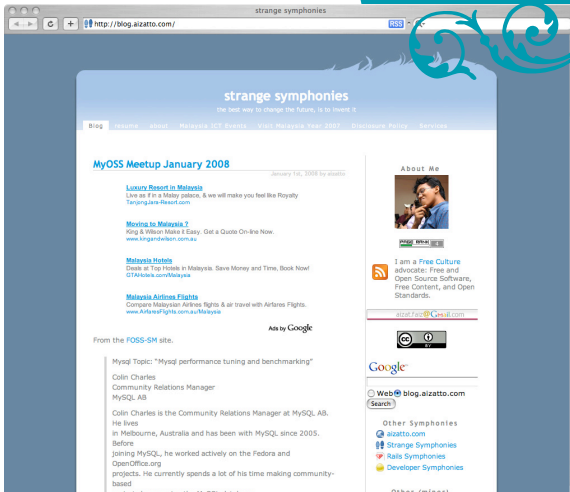 strange symphonies
http://blog.aizatto.com/
RSS
strange symphonies
the best way to change the future, is to invent it
Blog resume about Malaysia ICT Events Visit Malaysia Year 2007 Disclosure Policy Services
MyOSS Meetup January 2008
January 1st, 2008 by aizatto
Luxury Resort in Malaysia
Live as if in a Malay palace, & we will make you feel like Royalty
TanjongJara-Resort.com
Moving to Malaysia ?
King & Wilson Make it Easy. Get a Quote On-line Now.
www.kingandwilson.com.au
Malaysia Hotels
Deals at Top Hotels in Malaysia. Save Money and Time, Book Now!
GTAHotels.com/Malaysia
Malaysia Airlines Flights
Compare Malaysian Airlines flights & air travel with Airfares Flights.
www.AirfaresFlights.com.au/Malaysia
Ads by Google
From the FOSS-SM site.
Mysql Topic: "Mysql performance tuning and benchmarking"
Colin Charles
Community Relations Manager
MySQL AB
Colin Charles is the Community Relations Manager at MySQL AB.
He lives
in Melbourne, Australia and has been with MySQL since 2005.
Before
joining MySQL, he worked actively on the Fedora and
OpenOffice.org
projects. He currently spends a lot of his time making community-
based
About Me
I am a Free Culture
advocate: Free and
Open Source Software,
Free Content, and Open
Standards.
aizat.faiz@Gmail.com
cc
BY
Google
Web blog.aizatto.com
Search
Other Symphonies
aizatto.com
Strange Symphonies
Rails Symphonies
Developer Symphonies